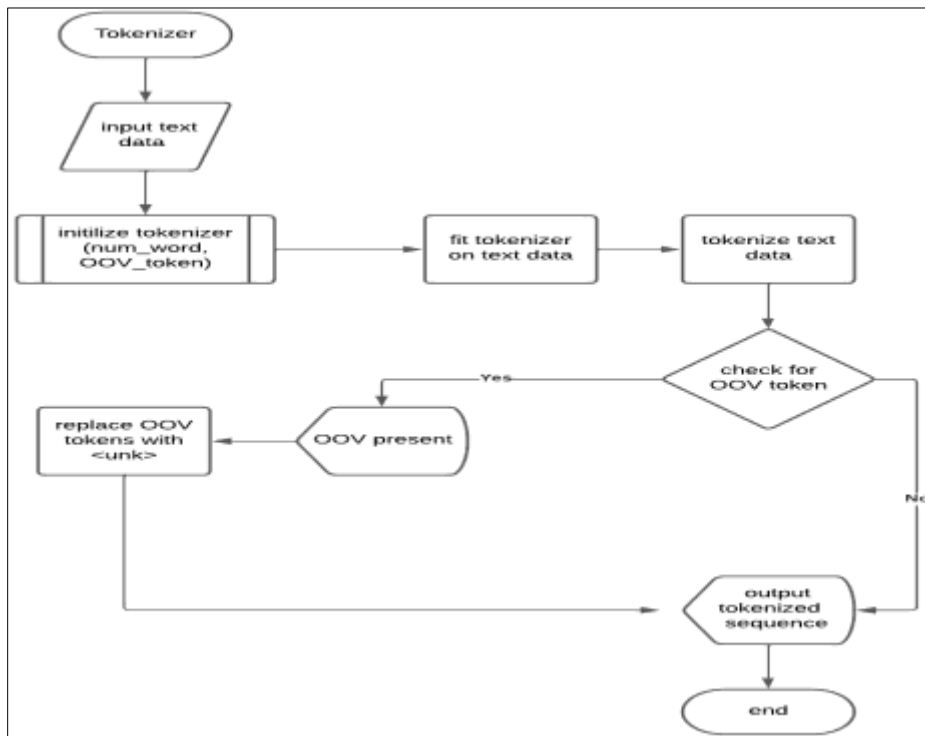 Tokenizer
input text
data
initilize tokenizer
(num_word,
OOV_token)
fit tokenizer
on text data
tokenize text
data
check for
OOV token
Yes
OOV present
replace OOV
tokens with
<unk>
No
output
tokenized
sequence
end